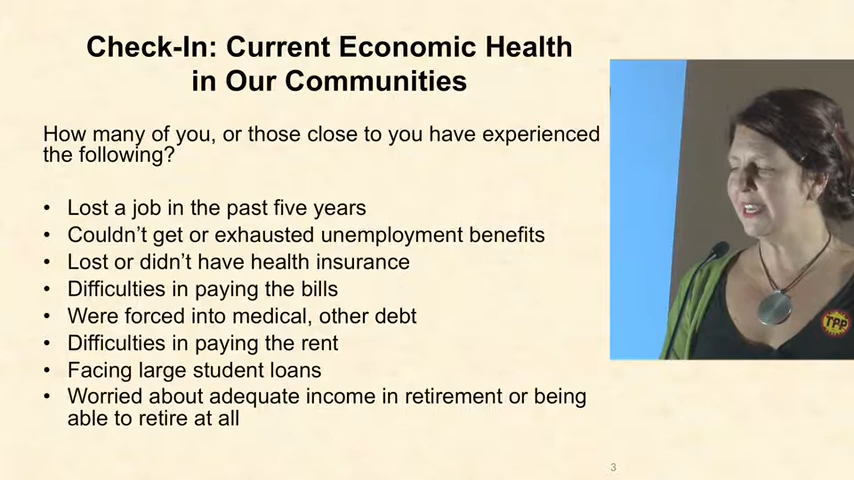 Check-In: Current Economic Health
in Our Communities
How many of you, or those close to you have experienced
the following?
• Lost a job in the past five years
• Couldn’t get or exhausted unemployment benefits
• Lost or didn’t have health insurance
• Difficulties in paying the bills
• Were forced into medical, other debt
• Difficulties in paying the rent
• Facing large student loans
• Worried about adequate income in retirement or being
able to retire at all
TPP
3